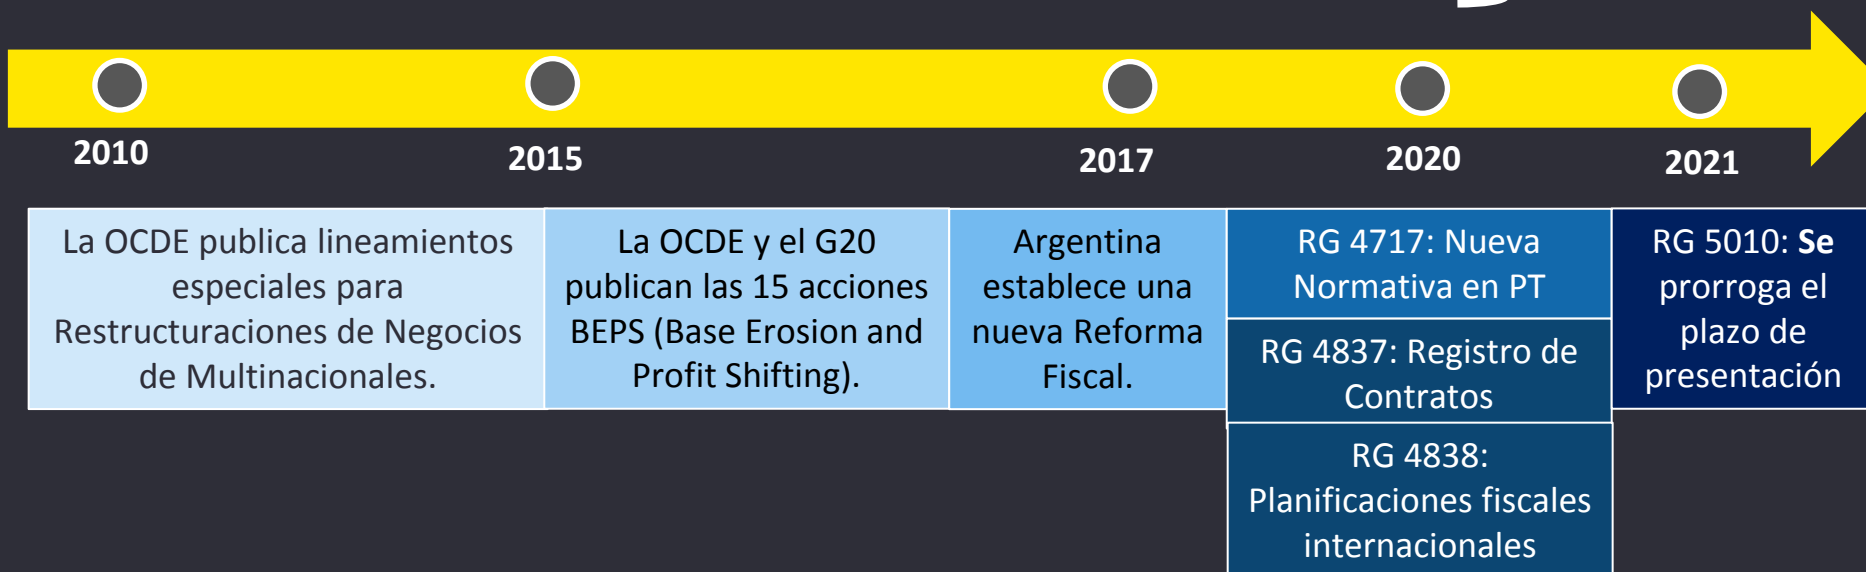 2010
2015
2017
2020
2021
La OCDE publica lineamientos
especiales para
Restructuraciones de Negocios
de Multinacionales.
La OCDE y el G20
publican las 15 acciones
BEPS (Base Erosion and
Profit Shifting).
Argentina
establece una
nueva Reforma
Fiscal.
RG 4717: Nueva
Normativa en PT
RG 4837: Registro de
Contratos
RG 4838:
Planificaciones fiscales
internacionales
RG 5010: Se
prorroga el
plazo de
presentación